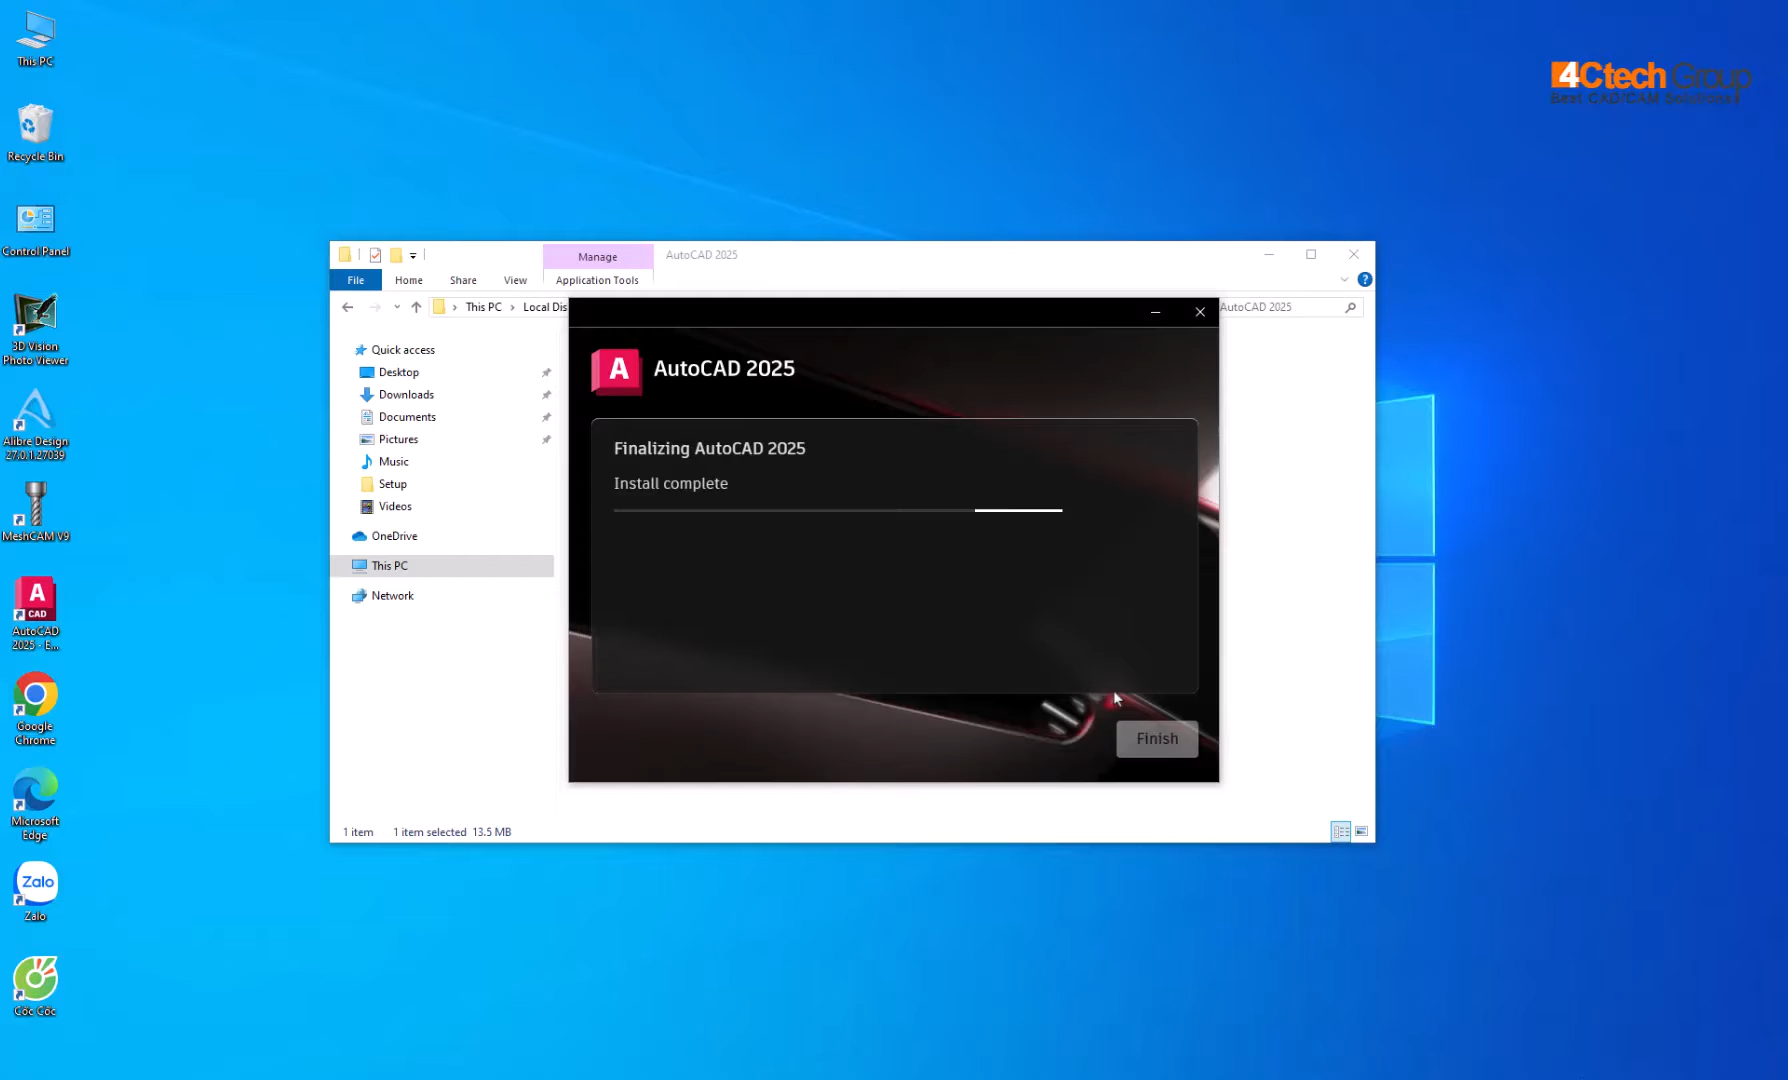 This PC
Recycle Bin
Control Panel
3D Vision
Photo Viewer
Alibre Design
27.0.1.27039
MeshCAM V9
A
CAD
AutoCAD
2025 - E...
Google
Chrome
Microsoft
Edge
Zalo
Zalo
Cốc Cốc
4Ctech Group
Best CAD/CAM Solutions!
Manage
AutoCAD 2025
File
Home
Share
View
Application Tools
?
This PC
Local Dis
AutoCAD 2025
Quick access
Desktop
Downloads
Documents
Pictures
Music
Setup
Videos
OneDrive
This PC
Network
A
AutoCAD 2025
Finalizing AutoCAD 2025
Install complete
Finish
1 item
1 item selected 13.5 MB